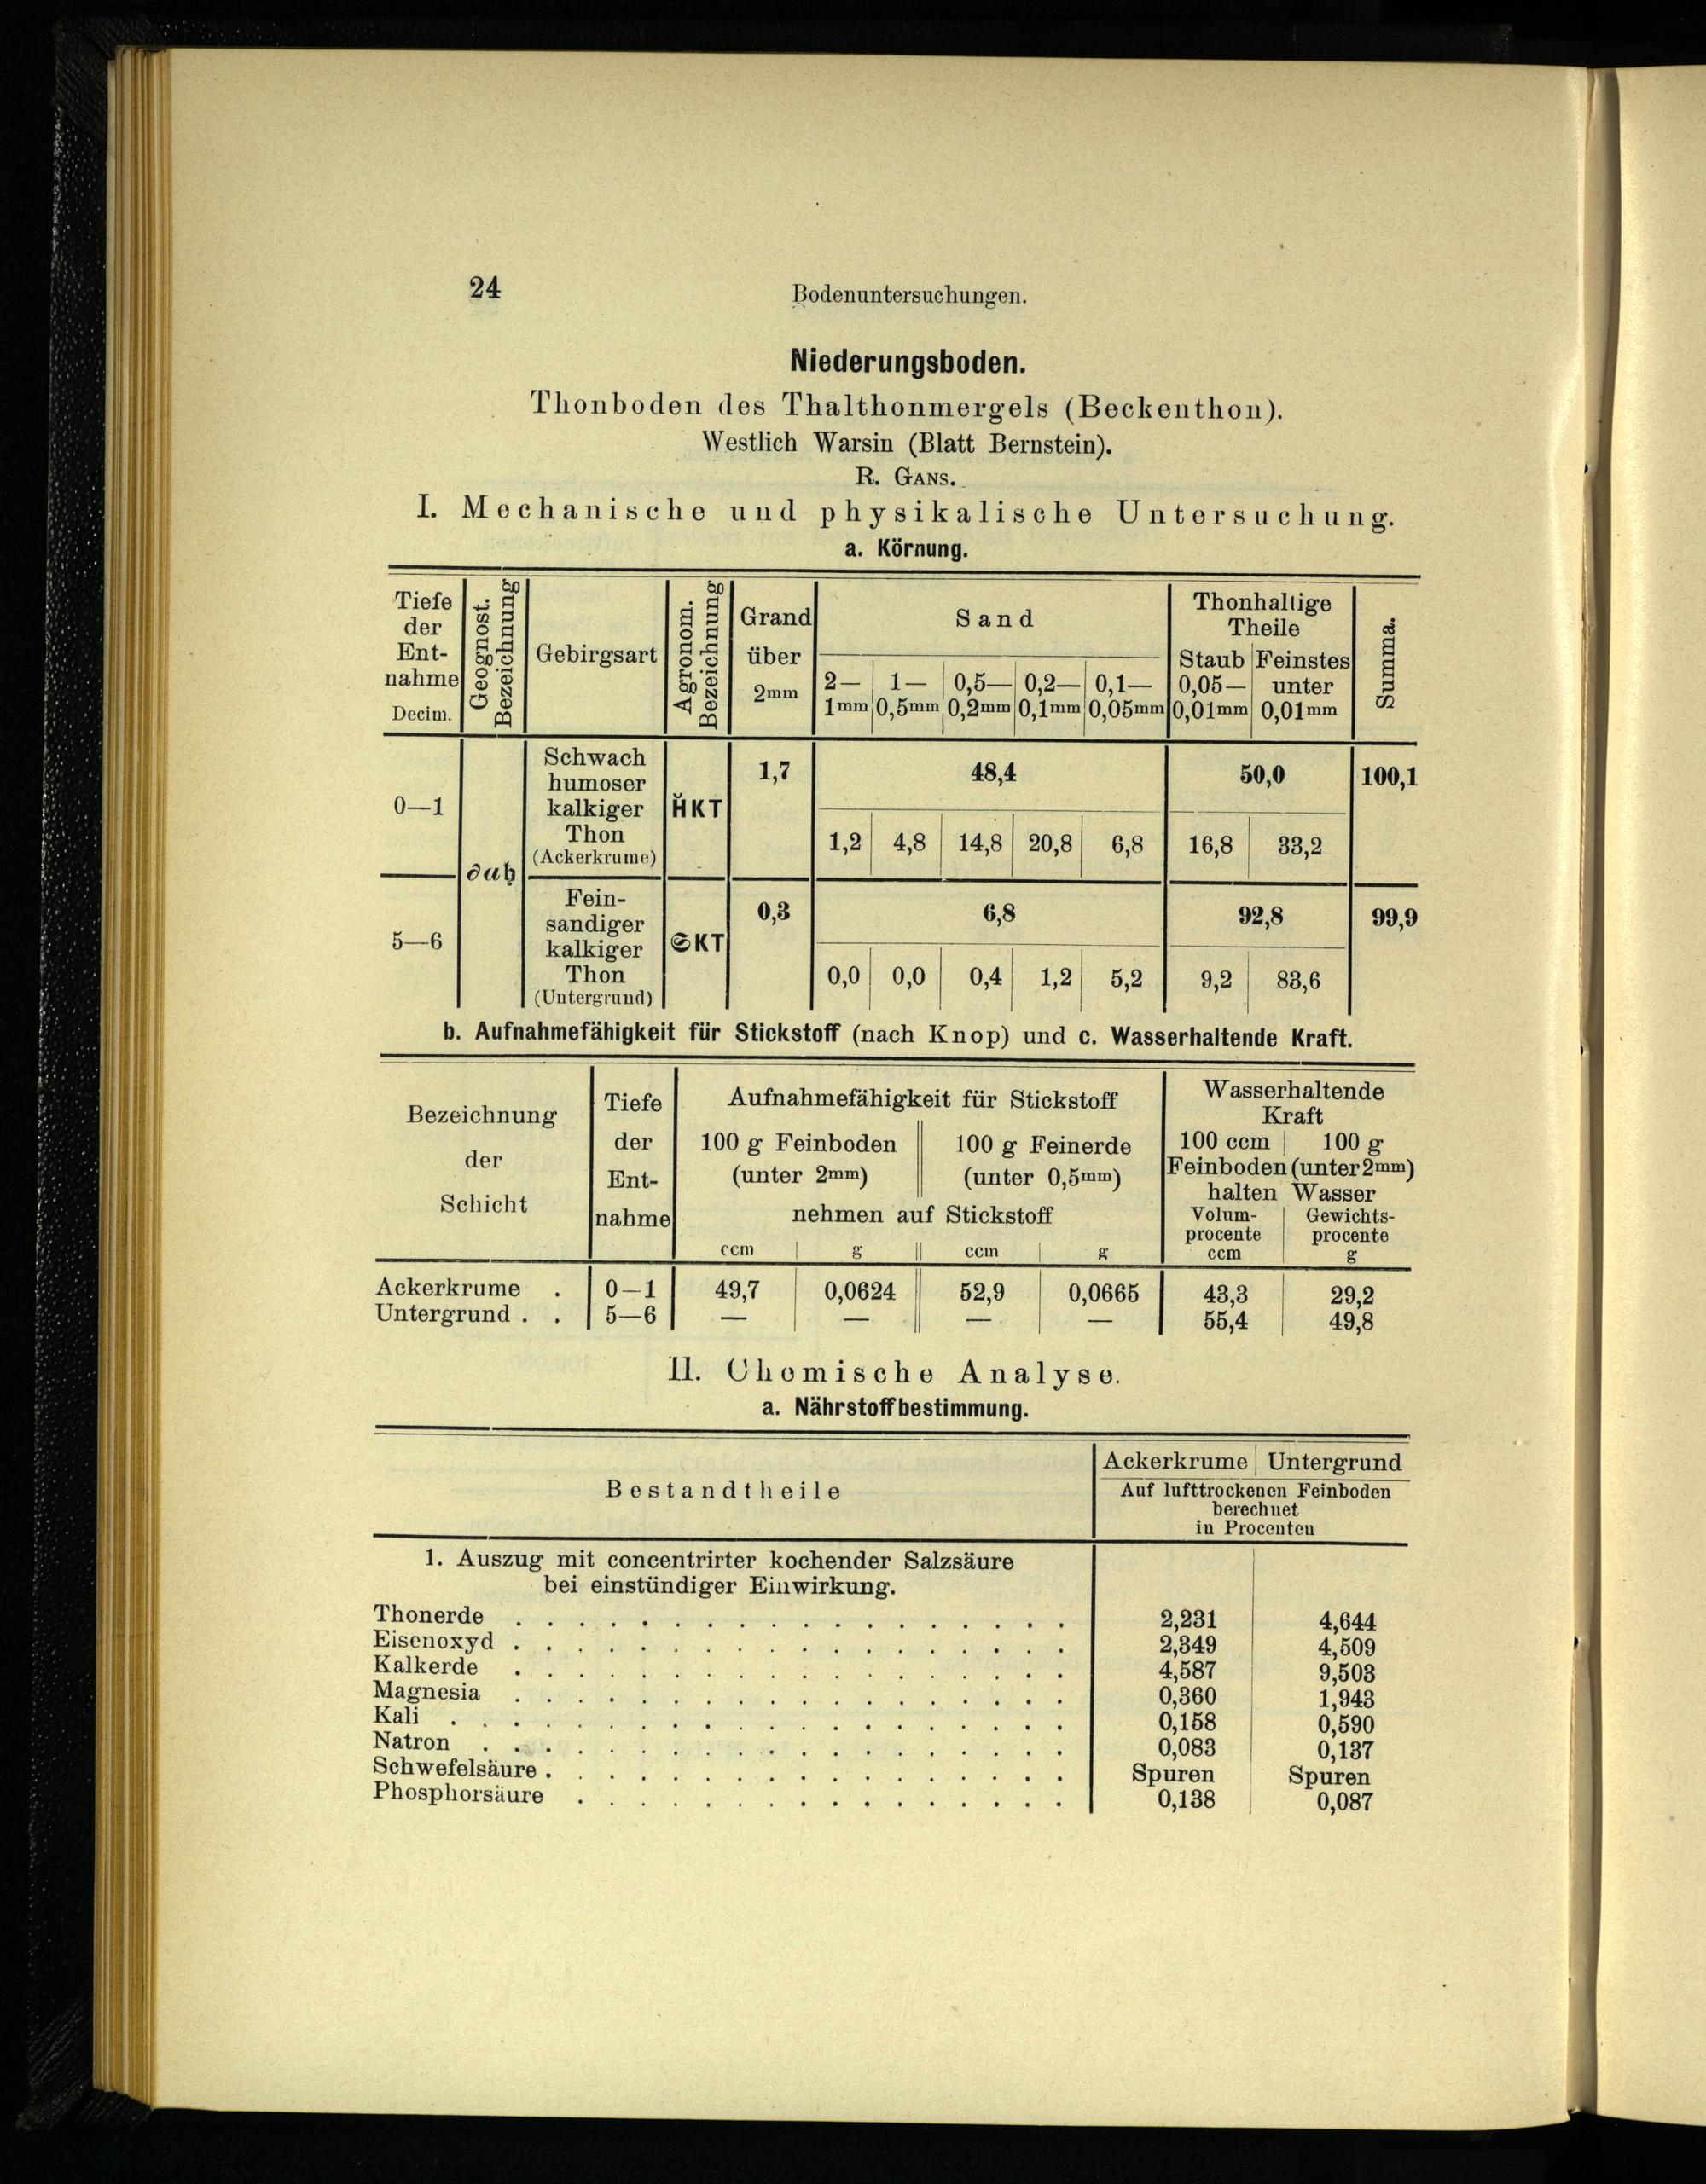 24 Bodenuntersuchungen.
Niederungsboden.
Thonboden des Thalthonmergels (Beckenthon).
Westlich Warsin (Blatt Bernstein).
R. GANS.
I. Mechanische und physikalische Untersuchung.
a. Körnung.
Tiefe der Ent- nahme Decim.
Geognost. Bezeichnung
Gebirgsart
Agronom. Bezeichnung
Grand über 2mm
Sand
2— 1— 0,5— 0,2— 0,1—
1mm 0,5mm 0,2mm 0,1mm 0,05mm
Thonhaltige
Theile
Staub Feinstes
0,05— unter
0,01mm 0,01mm
Summa.
Schwach
humoser
0—1 kalkiger H̆KT 1,7 48,4 50,0 100,1
Thon 1,2 4,8 14,8 20,8 6,8 16,8 33,2
(Ackerkrume)
Fein-
sandiger 0,3 6,8 92,8 99,9
5—6 kalkiger KT
Thon 0,0 0,0 0,4 1,2 5,2 9,2 83,6
(Untergrund)
b. Aufnahmefähigkeit für Stickstoff (nach Knop) und c. Wasserhaltende Kraft.
Bezeichnung
der
Schicht
Tiefe
der
Ent-
nahme
Aufnahmefähigkeit für Stickstoff
100 g Feinboden 100 g Feinerde
(unter 2mm) (unter 0,5mm)
nehmen auf Stickstoff
ccm g ccm g
Wasserhaltende
Kraft
100 ccm 100 g
Feinboden (unter 2mm)
halten Wasser
Volum- Gewichts-
procente procente
ccm g
Ackerkrume . 0—1 49,7 0,0624 52,9 0,0665 43,3 29,2
Untergrund . . 5—6 — — — — 55,4 49,8
II. Chemische Analyse.
a. Nährstoffbestimmung.
Bestandtheile
Ackerkrume Untergrund
Auf lufttrockenen Feinboden
berechnet
in Procenten
1. Auszug mit concentrirter kochender Salzsäure
bei einstündiger Einwirkung.
Thonerde . . . . . . . . . . . . . . . . . . 2,231 4,644
Eisenoxyd . . . . . . . . . . . . . . . . . . 2,349 4,509
Kalkerde . . . . . . . . . . . . . . . . . . 4,587 9,503
Magnesia . . . . . . . . . . . . . . . . . . 0,360 1,943
Kali . . . . . . . . . . . . . . . . . . . . 0,158 0,590
Natron . . . . . . . . . . . . . . . . . . . 0,083 0,137
Schwefelsäure . . . . . . . . . . . . . . . . . Spuren Spuren
Phosphorsäure . . . . . . . . . . . . . . . . 0,138 0,087